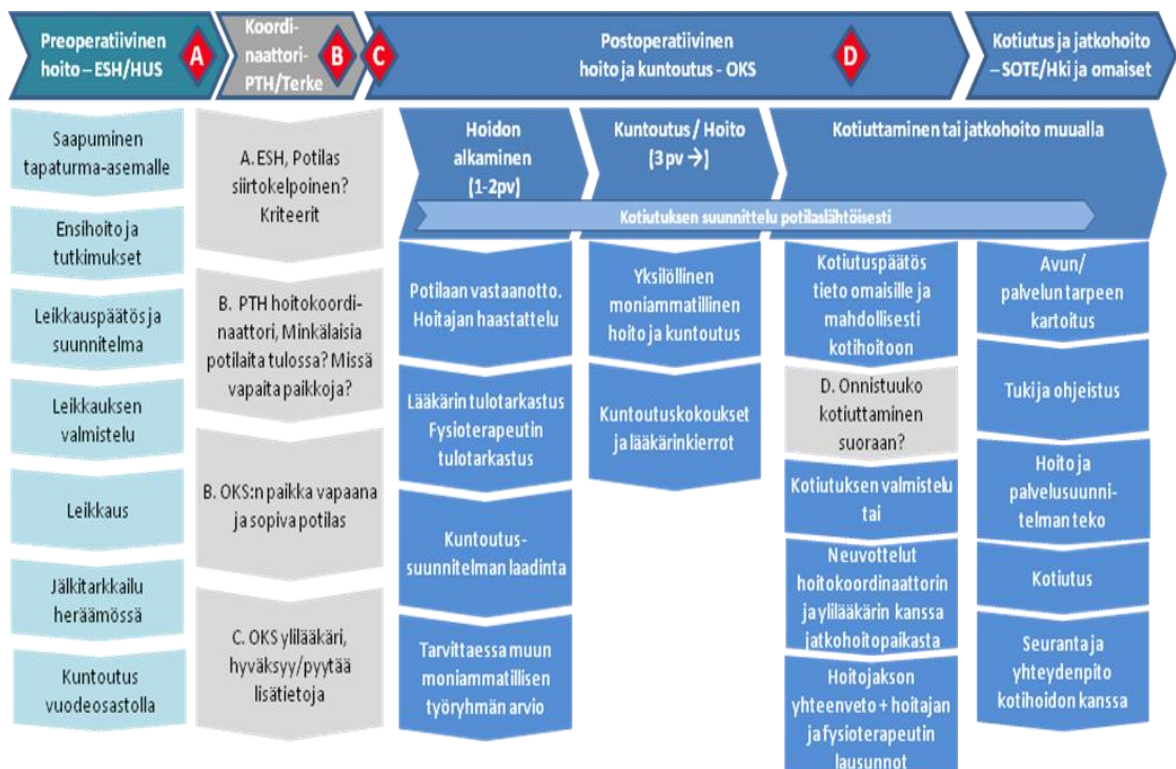 Preoperatiivinen
hoito – ESH/HUS
A
Koordi-
naattori-
PTH/Terke
B
C
Postoperatiivinen
hoito ja kuntoutus - OKS
D
Kotiutus ja jatkohoito
– SOTE/Hki ja omaiset
Saapuminen
tapaturma-asemalle
Ensihoito ja
tutkimukset
Leikkauspäätös ja
suunnitelma
Leikkauksen
valmistelu
Leikkaus
Jälkitarkkailu
heräämössä
Kuntoutus
vuodeosastolla
A. ESH, Potilas
siirtokelpoinen?
Kriteerit
B. PTH hoitokoordi-
naattori, Minkälaisia
potilaita tulossa? Missä
vapaita paikkoja?
B. OKS:n paikka vapaana
ja sopiva potilas
C. OKS ylilääkäri,
hyväksyy/pyytää
lisätietoja
Hoidon
alkaminen
(1-2pv)
Kuntoutus / Hoito
(3 pv →)
Kotiuttaminen tai jatkohoito muualla
Kotiutuksen suunnittelu potilaslähtöisesti
Potilaan vastaanotto.
Hoitajan haastattelu
Lääkärin tulotarkastus
Fysioterapeutin
tulotarkastus
Kuntoutus-
suunnitelman laadinta
Tarvittaessa muun
moniammatillisen
työryhmän arvio
Yksilöllinen
moniammatillinen
hoito ja kuntoutus
Kuntoutuskokoukset
ja lääkärinkierrot
Kotiutuspäätös
tieto omaisille ja
mahdollisesti
kotihoitoon
D. Onnistuuko
kotiuttaminen
suoraan?
Kotiutuksen valmistelu
tai
Neuvottelut
hoitokoordinaattorin
ja ylilääkärin kanssa
jatkohoitopaikasta
Hoitojakson
yhteenveto + hoitajan
ja fysioterapeutin
lausunnot
Avun/
palvelun tarpeen
kartoitus
Tuki ja ohjeistus
Hoito ja
palvelusuunni-
telman teko
Kotiutus
Seuranta ja
yhteydenpito
kotihoidon kanssa